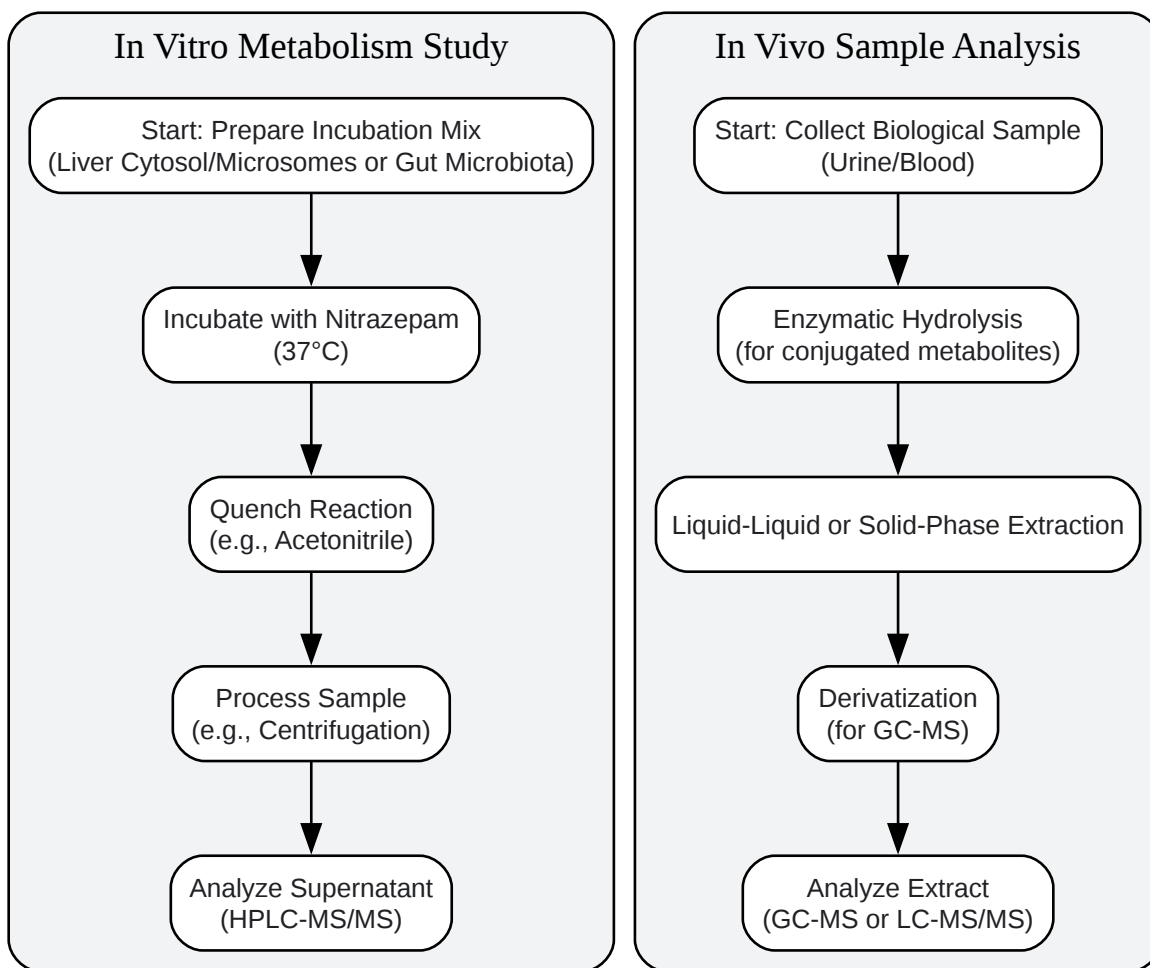 In Vitro Metabolism Study
Start: Prepare Incubation Mix
(Liver Cytosol/Microsomes or Gut Microbiota)
Incubate with Nitrazepam
(37°C)
Quench Reaction
(e.g., Acetonitrile)
Process Sample
(e.g., Centrifugation)
Analyze Supernatant
(HPLC-MS/MS)
In Vivo Sample Analysis
Start: Collect Biological Sample
(Urine/Blood)
Enzymatic Hydrolysis
(for conjugated metabolites)
Liquid-Liquid or Solid-Phase Extraction
Derivatization
(for GC-MS)
Analyze Extract
(GC-MS or LC-MS/MS)